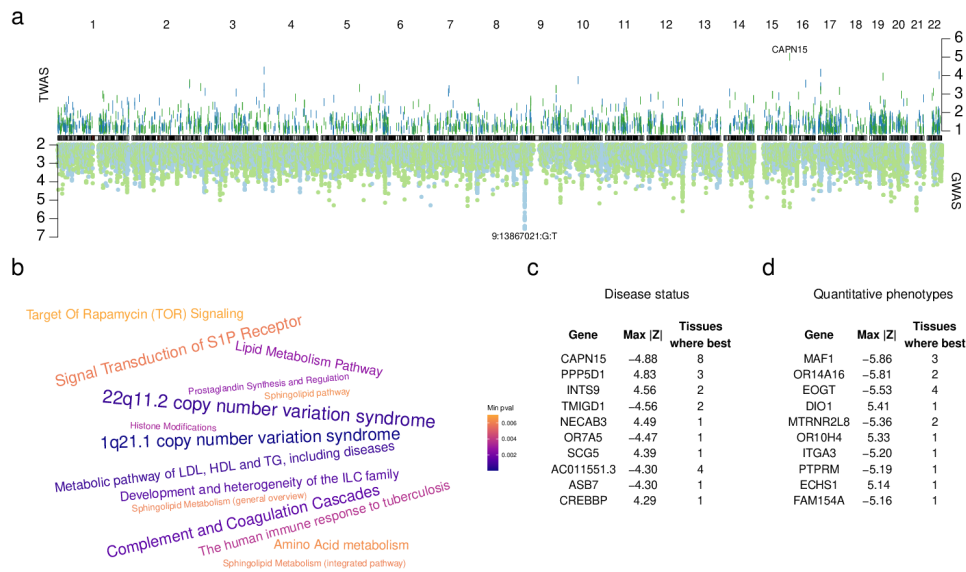 a
1 2 3 4 5 6 7 8 9 10 11 12 13 14 15 16 17 18 19 20 21 22
TWAS
CAPN15
6
5
4
3
2
1
2
3
4
5
6
7
GWAS
9:13867021:G:T
b
Target Of Rapamycin (TOR) Signaling
Signal Transduction of S1P Receptor
Lipid Metabolism Pathway
Prostaglandin Synthesis and Regulation
Sphingolipid pathway
22q11.2 copy number variation syndrome
Histone Modifications
1q21.1 copy number variation syndrome
Metabolic pathway of LDL, HDL and TG, including diseases
Development and heterogeneity of the ILC family
Sphingolipid Metabolism (general overview)
Complement and Coagulation Cascades
The human immune response to tuberculosis
Amino Acid metabolism
Sphingolipid Metabolism (integrated pathway)
Min pval
0.006
0.004
0.002
c
Disease status
Gene Max |Z| Tissues where best
CAPN15 −4.88 8
PPP5D1 4.83 3
INTS9 4.56 2
TMIGD1 −4.56 2
NECAB3 4.49 1
OR7A5 −4.47 1
SCG5 4.39 1
AC011551.3 −4.30 4
ASB7 −4.30 1
CREBBP 4.29 1
d
Quantitative phenotypes
Gene Max |Z| Tissues where best
MAF1 −5.86 3
OR14A16 −5.81 2
EOGT −5.53 4
DIO1 5.41 1
MTRNR2L8 −5.36 2
OR10H4 5.33 1
ITGA3 −5.20 1
PTPRM −5.19 1
ECHS1 5.14 1
FAM154A −5.16 1